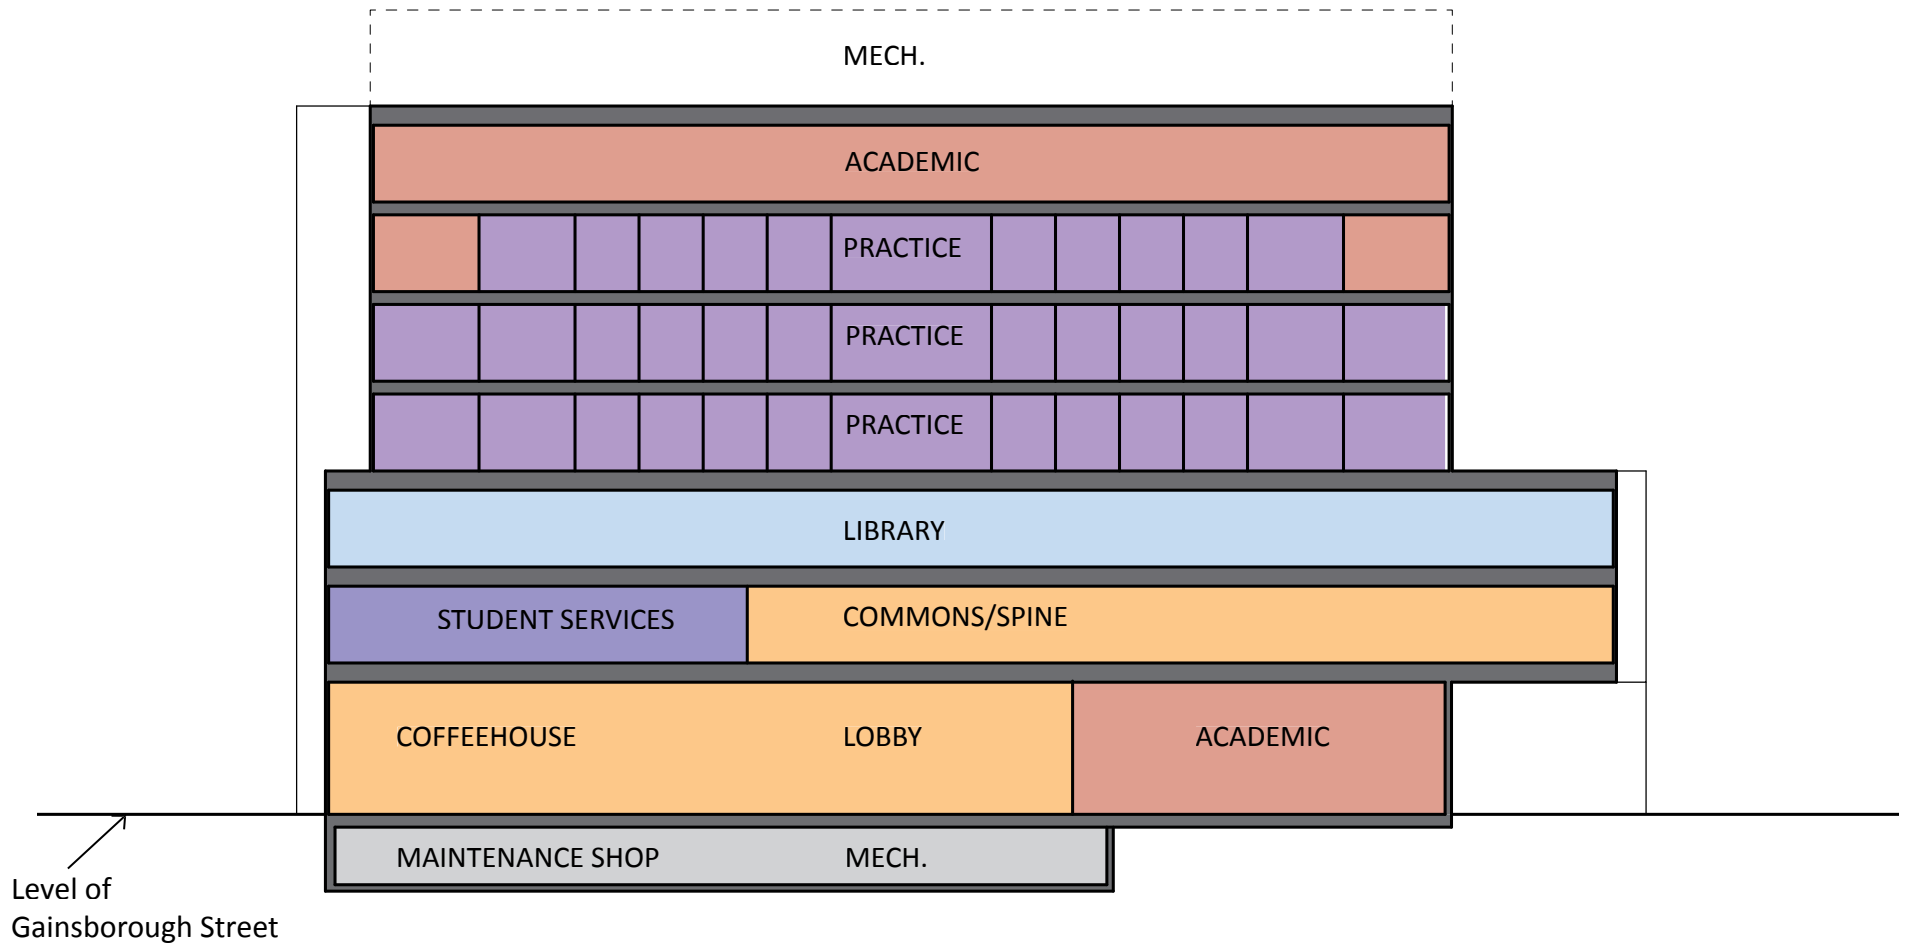 MECH.
ACADEMIC
PRACTICE
PRACTICE
PRACTICE
LIBRARY
STUDENT SERVICES
COMMONS/SPINE
COFFEEHOUSE
LOBBY
ACADEMIC
MAINTENANCE SHOP
MECH.
Level of
Gainsborough Street